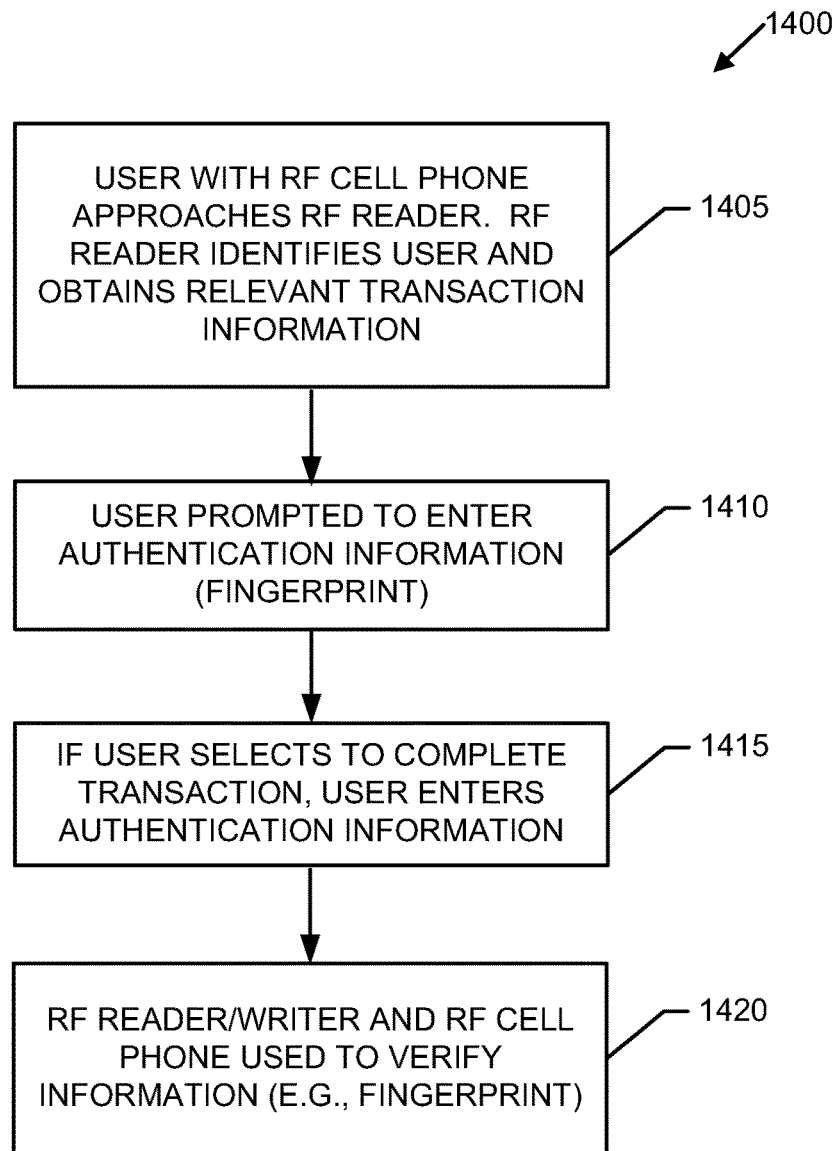 1400
USER WITH RF CELL PHONE
APPROACHES RF READER. RF
READER IDENTIFIES USER AND
OBTAINS RELEVANT TRANSACTION
INFORMATION
1405
USER PROMPTED TO ENTER
AUTHENTICATION INFORMATION
(FINGERPRINT)
1410
IF USER SELECTS TO COMPLETE
TRANSACTION, USER ENTERS
AUTHENTICATION INFORMATION
1415
RF READER/WRITER AND RF CELL
PHONE USED TO VERIFY
INFORMATION (E.G., FINGERPRINT)
1420